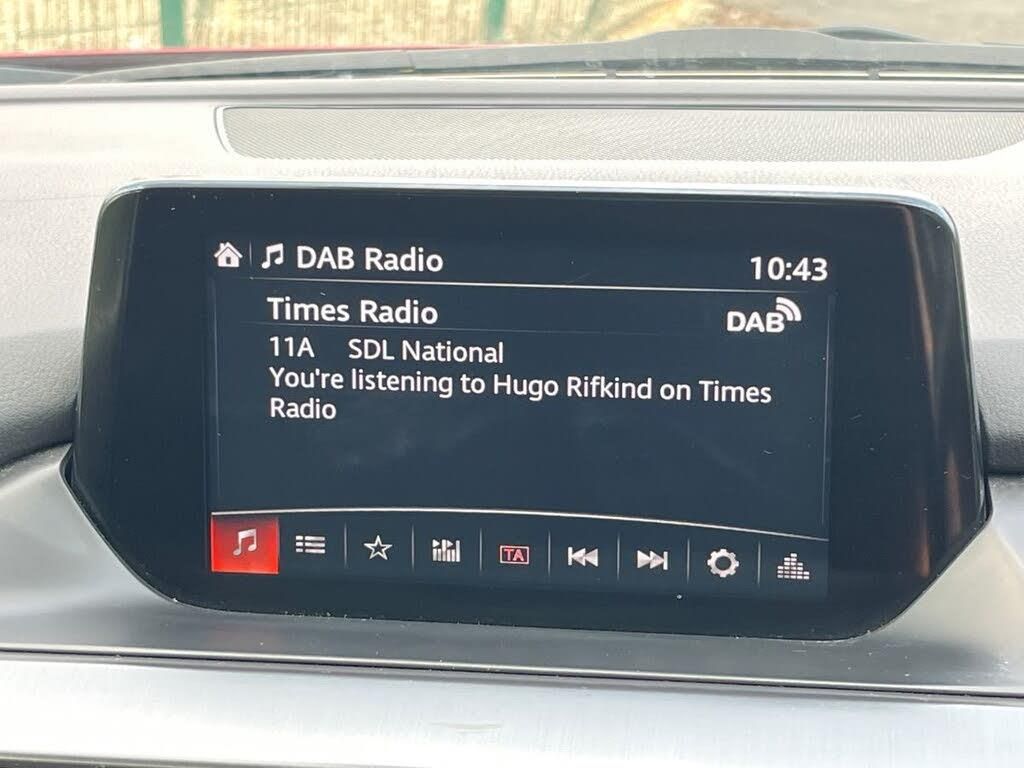 DAB Radio
10:43
Times Radio
DAB
11A SDL National
You're listening to Hugo Rifkind on Times
Radio
TA